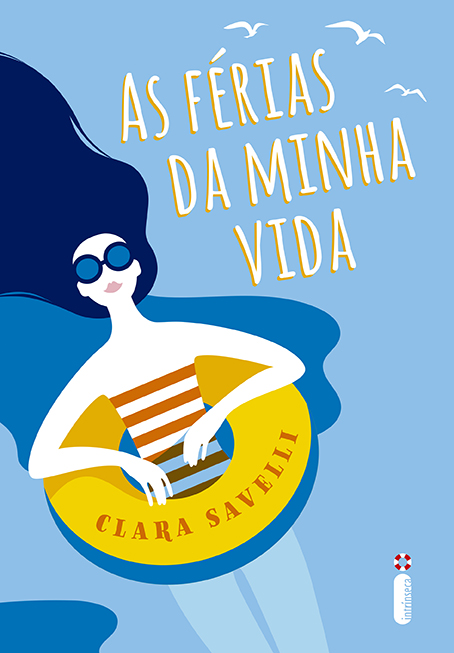 AS FÉRIAS
DA MINHA
VIDA
CLARA SAVELLI
intrínseca